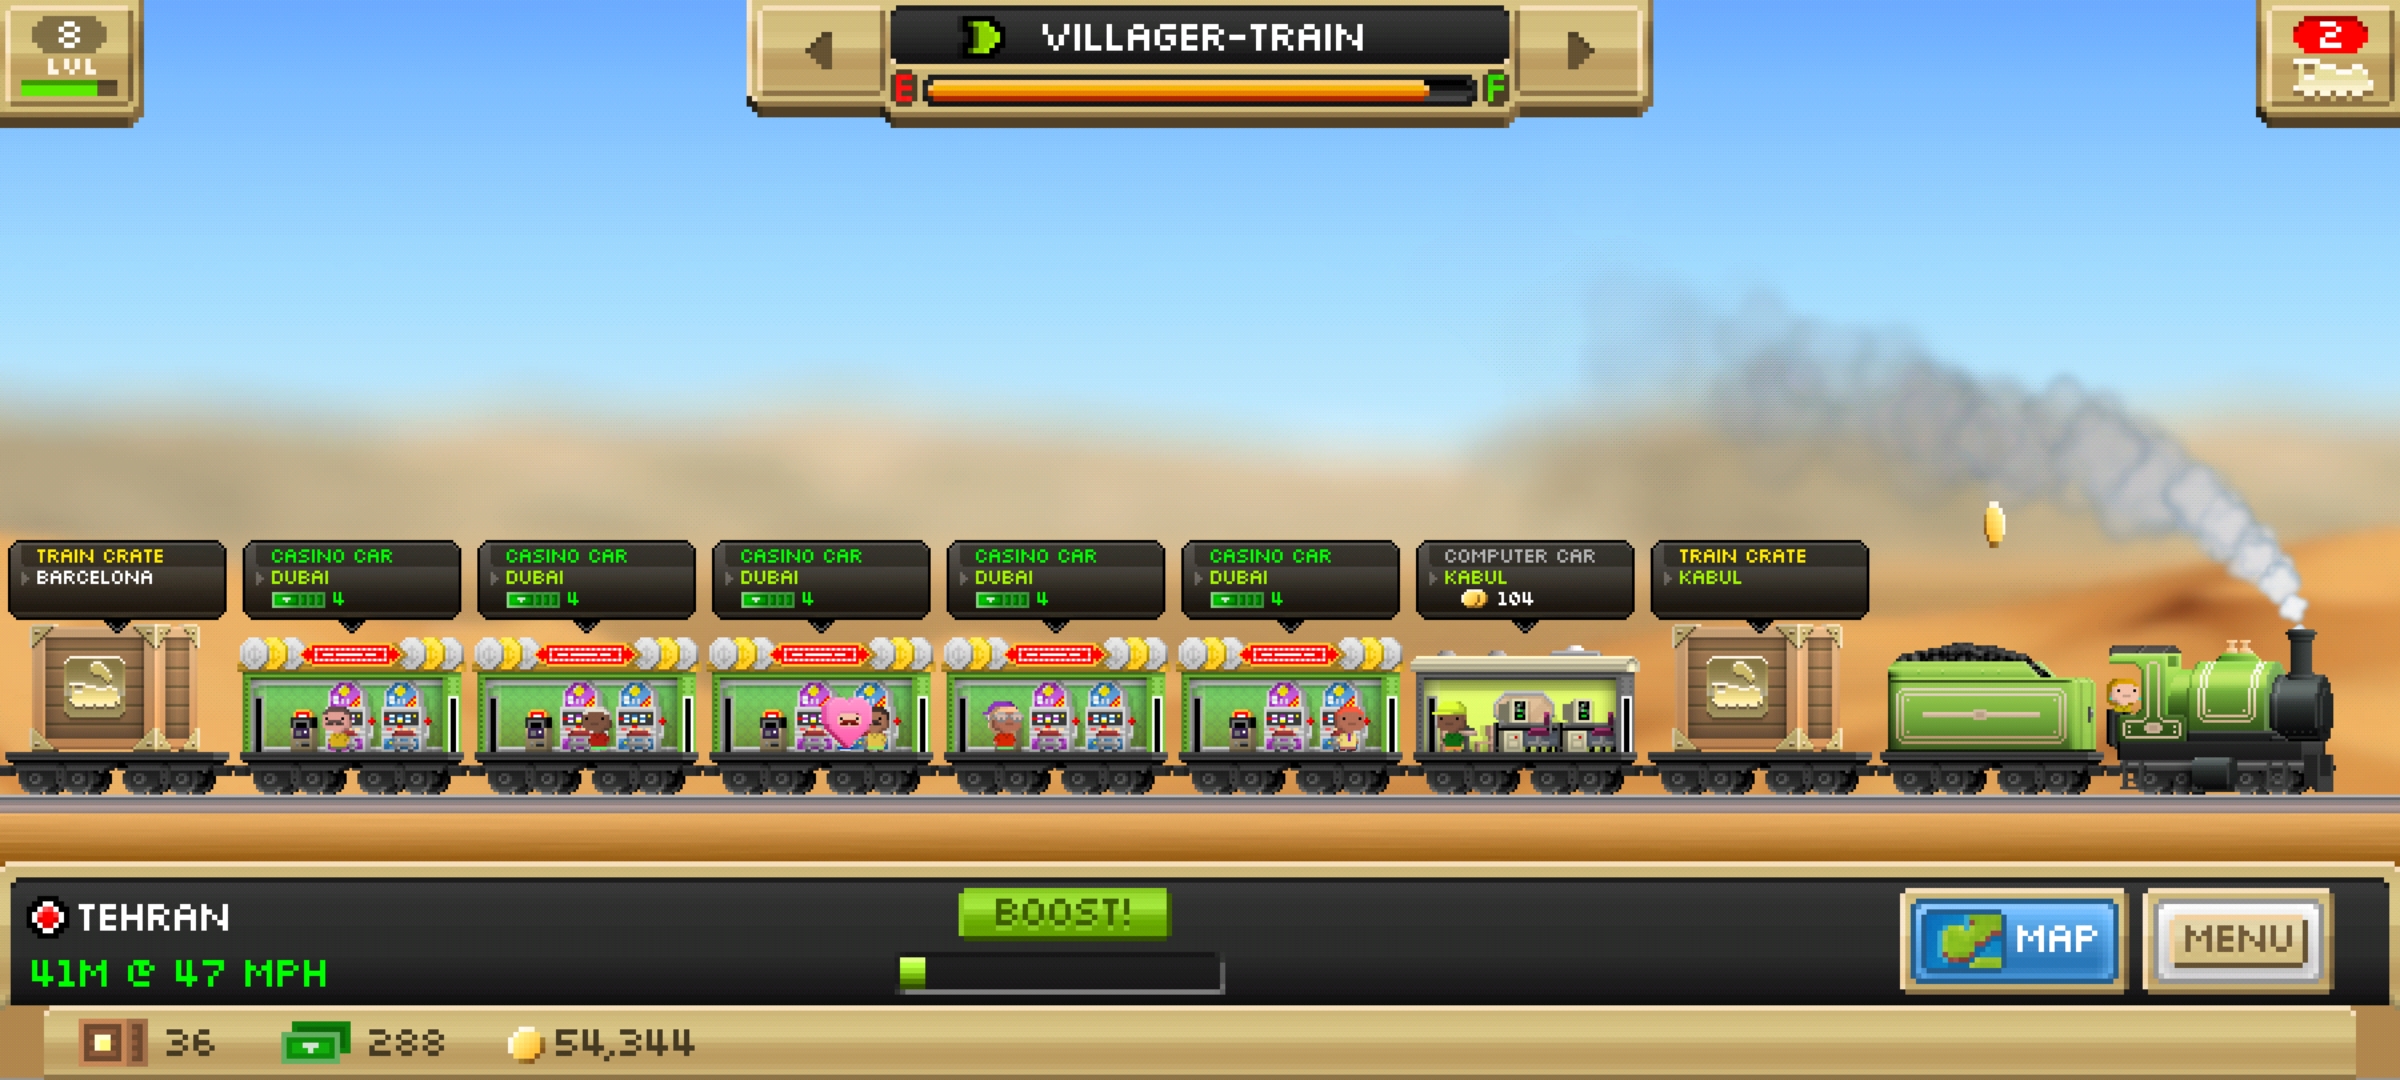 8
LVL
VILLAGER-TRAIN
E F
2
TRAIN CRATE
BARCELONA
CASINO CAR
DUBAI
4
CASINO CAR
DUBAI
4
CASINO CAR
DUBAI
4
CASINO CAR
DUBAI
4
CASINO CAR
DUBAI
4
COMPUTER CAR
KABUL
104
TRAIN CRATE
KABUL
TEHRAN
41M @ 47 MPH
BOOST!
MAP
MENU
36 288 54,344